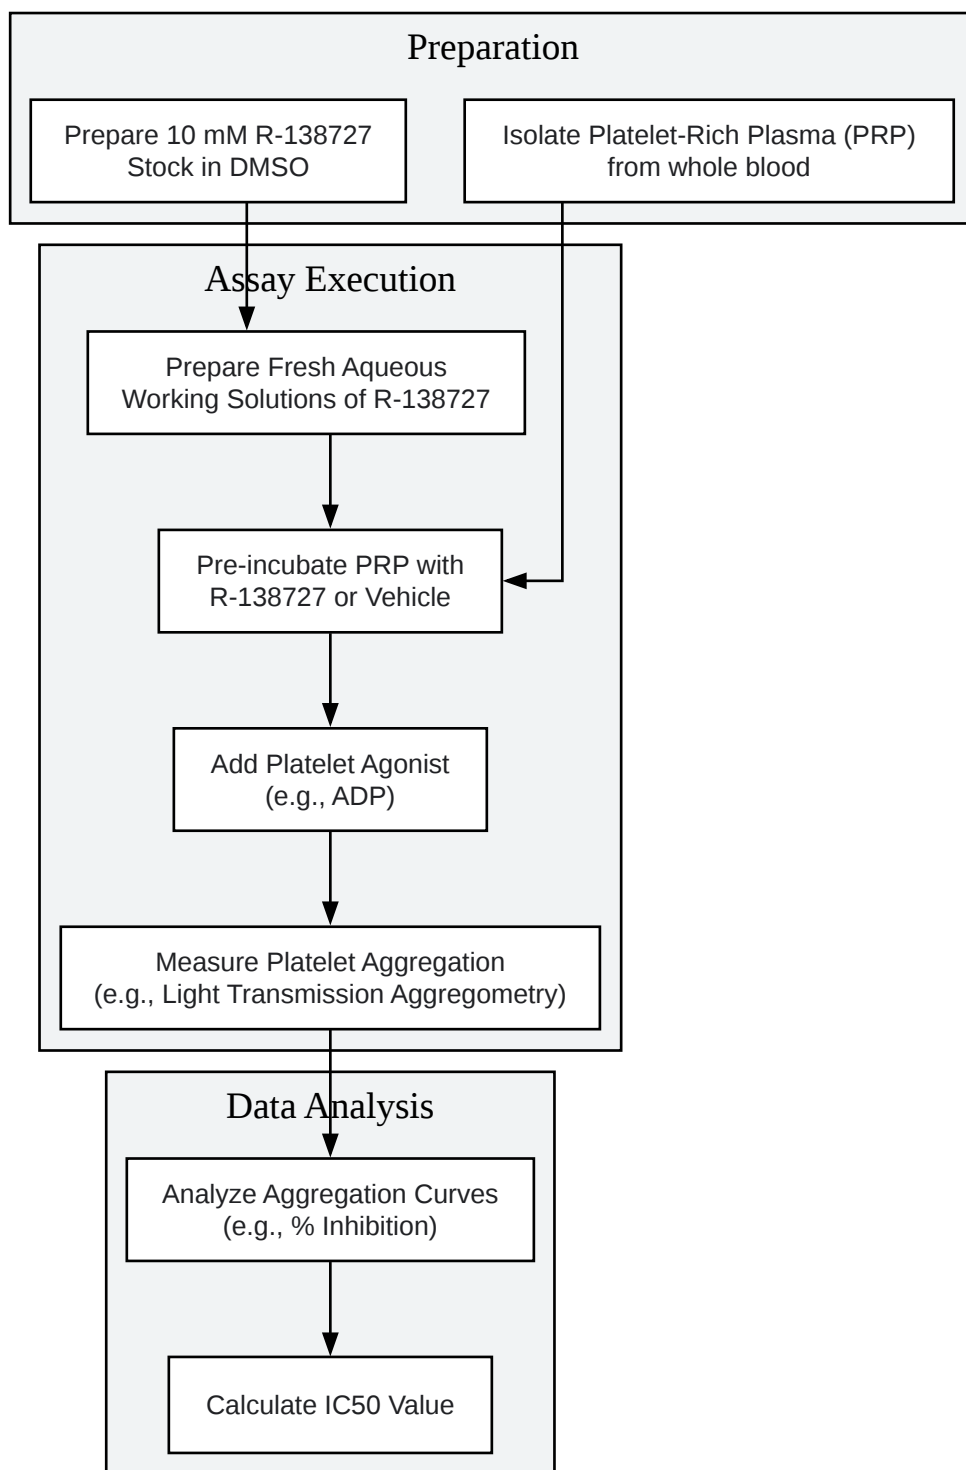 Preparation
Prepare 10 mM R-138727
Stock in DMSO
Isolate Platelet-Rich Plasma (PRP)
from whole blood
Assay Execution
Prepare Fresh Aqueous
Working Solutions of R-138727
Pre-incubate PRP with
R-138727 or Vehicle
Add Platelet Agonist
(e.g., ADP)
Measure Platelet Aggregation
(e.g., Light Transmission Aggregometry)
Data Analysis
Analyze Aggregation Curves
(e.g., % Inhibition)
Calculate IC50 Value